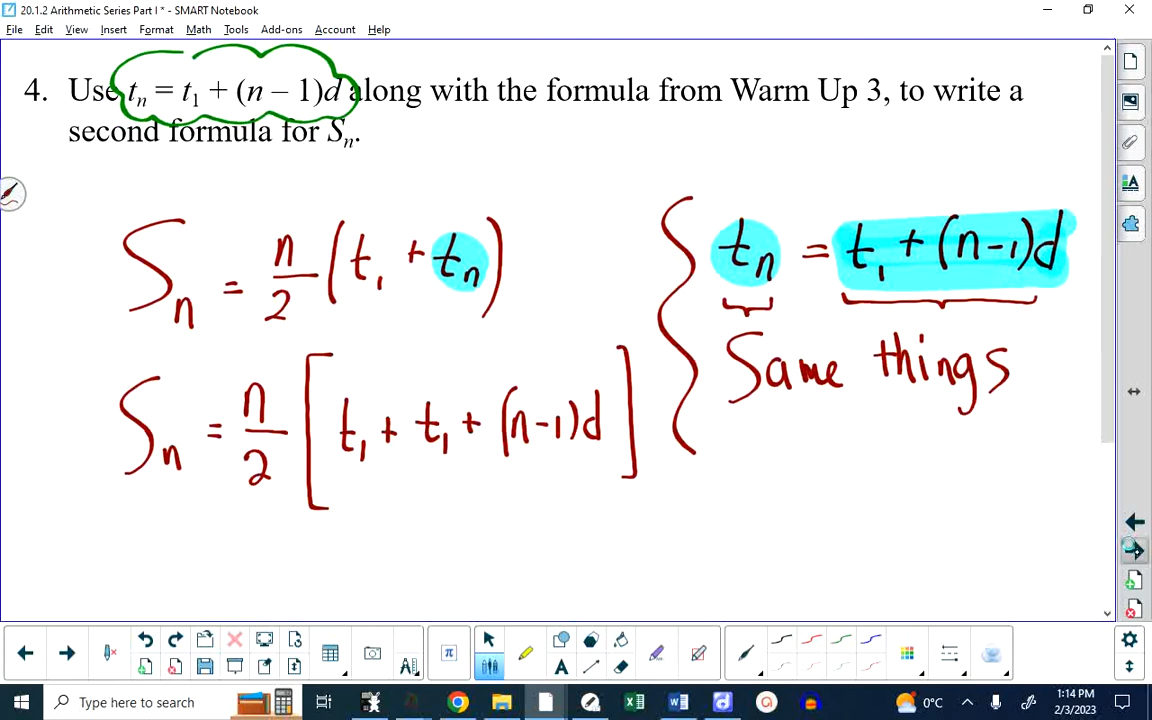 20.1.2 Arithmetic Series Part I * - SMART Notebook
File Edit View Insert Format Math Tools Add-ons Account Help
4. Use tₙ = t₁ + (n – 1)d along with the formula from Warm Up 3, to write a
second formula for Sₙ.
Sₙ = n/2 (t₁ + tₙ)
tₙ = t₁ + (n-1)d
Same things
Sₙ = n/2 [t₁ + t₁ + (n-1)d]
Type here to search
0°C
1:14 PM
2/3/2023